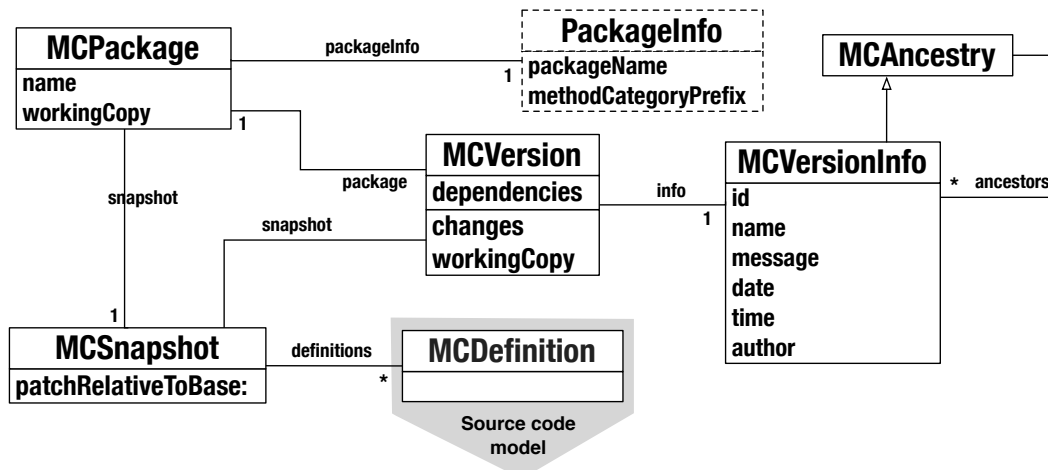 MCPackage
name
workingCopy
packageInfo
1
PackageInfo
packageName
methodCategoryPrefix
MCAncestry
1
package
MCVersion
dependencies
changes
workingCopy
info
1
MCVersionInfo
id
name
message
date
time
author
* ancestors
snapshot
snapshot
1
MCSnapshot
patchRelativeToBase:
definitions
*
MCDefinition
Source code
model